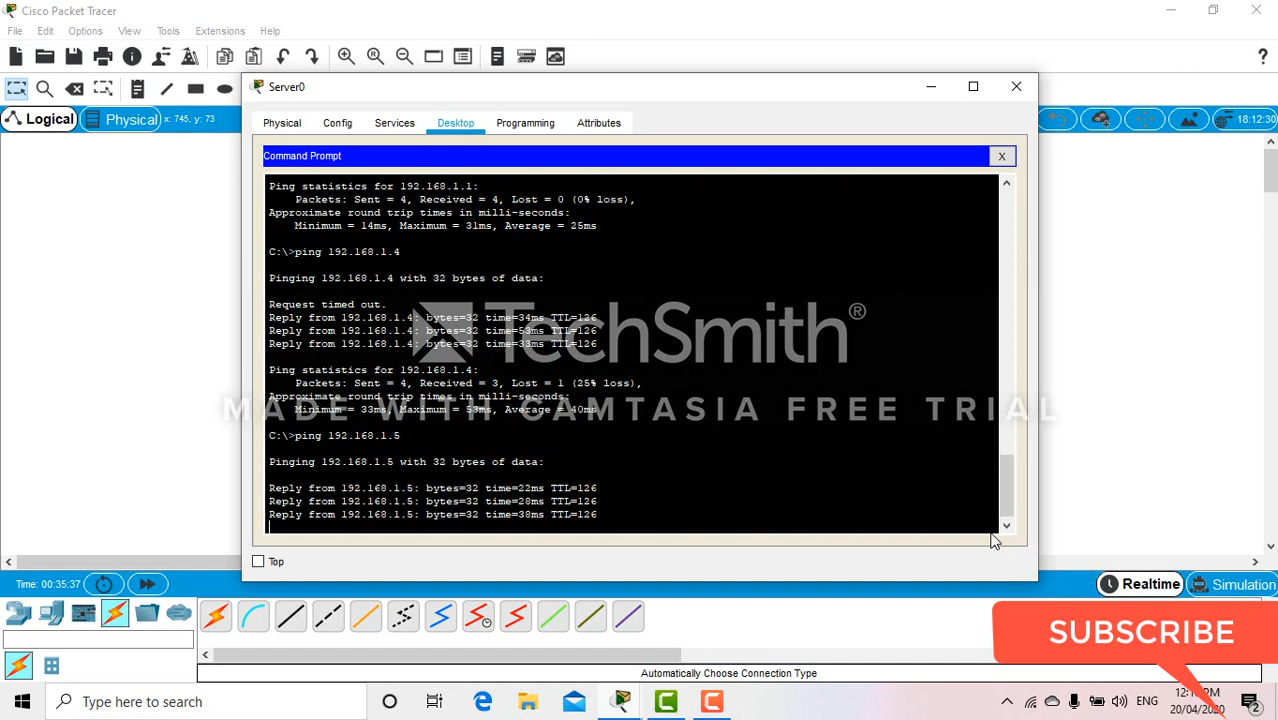 Cisco Packet Tracer
File Edit Options View Tools Extensions Help
Logical Physical x: 745, y: 73
18:12:30
Server0
Physical Config Services Desktop Programming Attributes
Command Prompt
X
Ping statistics for 192.168.1.1:
Packets: Sent = 4, Received = 4, Lost = 0 (0% loss),
Approximate round trip times in milli-seconds:
Minimum = 14ms, Maximum = 31ms, Average = 25ms
C:\>ping 192.168.1.4
Pinging 192.168.1.4 with 32 bytes of data:
Request timed out.
Reply from 192.168.1.4: bytes=32 time=34ms TTL=126
Reply from 192.168.1.4: bytes=32 time=53ms TTL=126
Reply from 192.168.1.4: bytes=32 time=33ms TTL=126
Ping statistics for 192.168.1.4:
Packets: Sent = 4, Received = 3, Lost = 1 (25% loss),
Approximate round trip times in milli-seconds:
Minimum = 33ms, Maximum = 53ms, Average = 40ms
C:\>ping 192.168.1.5
Pinging 192.168.1.5 with 32 bytes of data:
Reply from 192.168.1.5: bytes=32 time=22ms TTL=126
Reply from 192.168.1.5: bytes=32 time=28ms TTL=126
Reply from 192.168.1.5: bytes=32 time=38ms TTL=126
TechSmith®
MADE WITH CAMTASIA FREE TRIAL
Top
Time: 00:35:37
Realtime Simulation
SUBSCRIBE
Automatically Choose Connection Type
Type here to search
ENG
20/04/2020
2